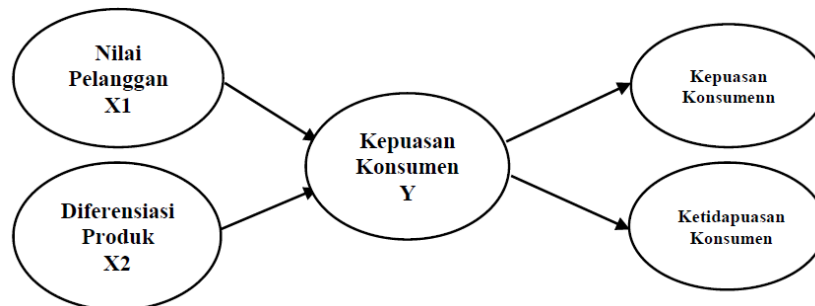 Nilai
Pelanggan
X1
Diferensiasi
Produk
X2
Kepuasan
Konsumen
Y
Kepuasan
Konsumenn
Ketidapuasan
Konsumen